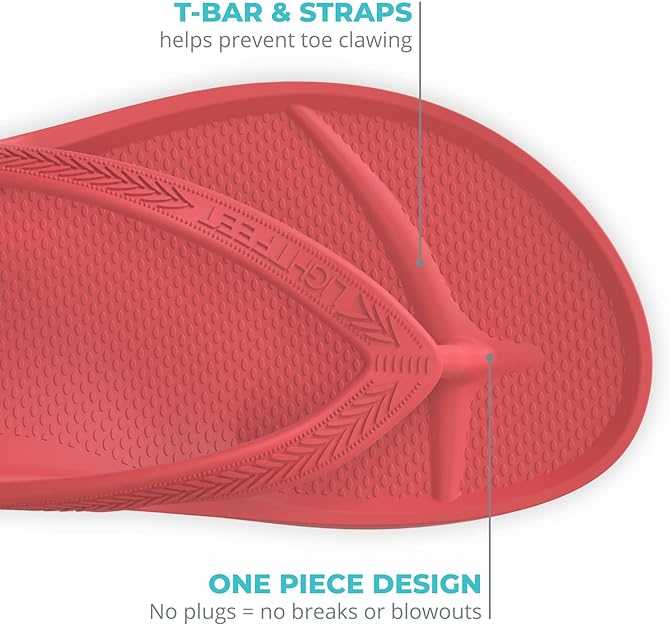 T-BAR & STRAPS
helps prevent toe clawing
LIGHTFEET
ONE PIECE DESIGN
No plugs = no breaks or blowouts